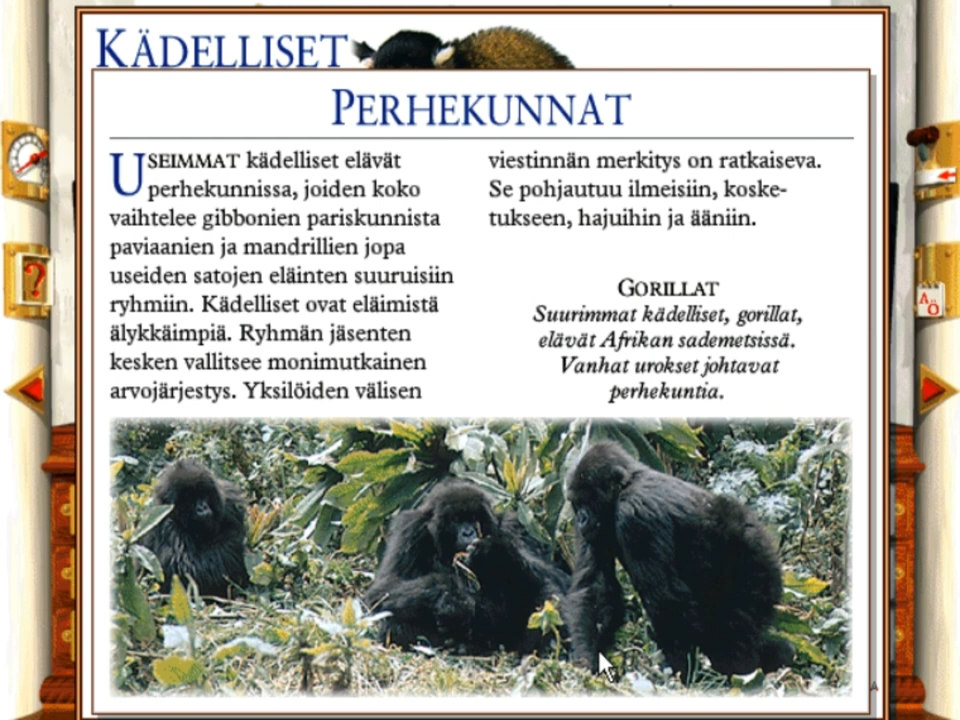 KÄDELLISET
PERHEKUNNAT
USEIMMAT kädelliset elävät
perhekunnissa, joiden koko
vaihtelee gibbonien pariskunnista
paviaanien ja mandrillien jopa
useiden satojen eläinten suuruisiin
ryhmiin. Kädelliset ovat eläimistä
älykkäimpiä. Ryhmän jäsenten
kesken vallitsee monimutkainen
arvojärjestys. Yksilöiden välisen
viestinnän merkitys on ratkaiseva.
Se pohjautuu ilmeisiin, koske-
tukseen, hajuihin ja ääniin.
GORILLAT
Suurimmat kädelliset, gorillat,
elävät Afrikan sademetsissä.
Vanhat urokset johtavat
perhekuntia.
?
A
Ö
A